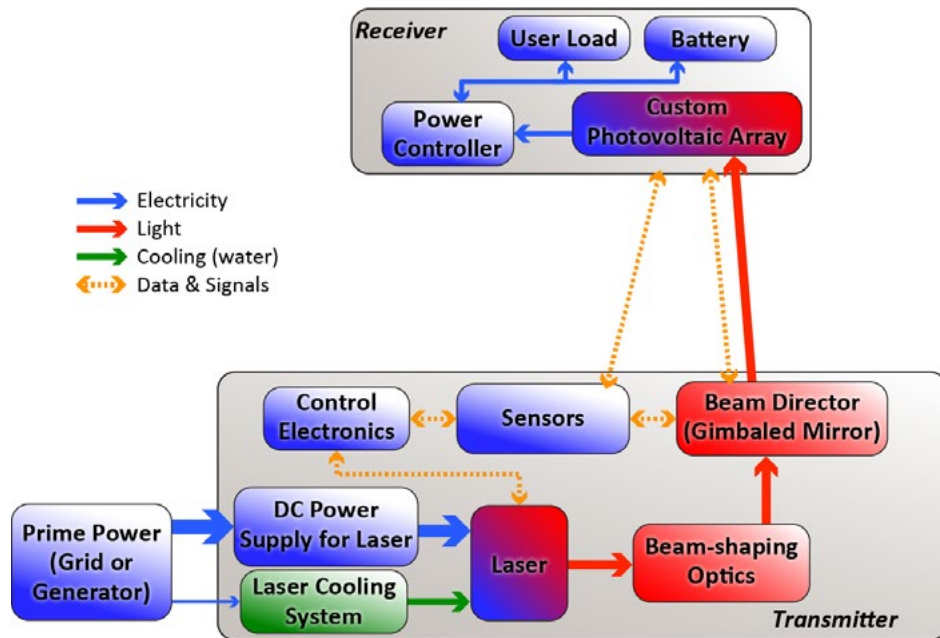 Receiver
User Load
Battery
Custom
Photovoltaic Array
Power
Controller
Electricity
Light
Cooling (water)
Data & Signals
Control
Electronics
Sensors
Beam Director
(Gimbaled Mirror)
Prime Power
(Grid or
Generator)
DC Power
Supply for Laser
Laser
Beam-shaping
Optics
Laser Cooling
System
Transmitter